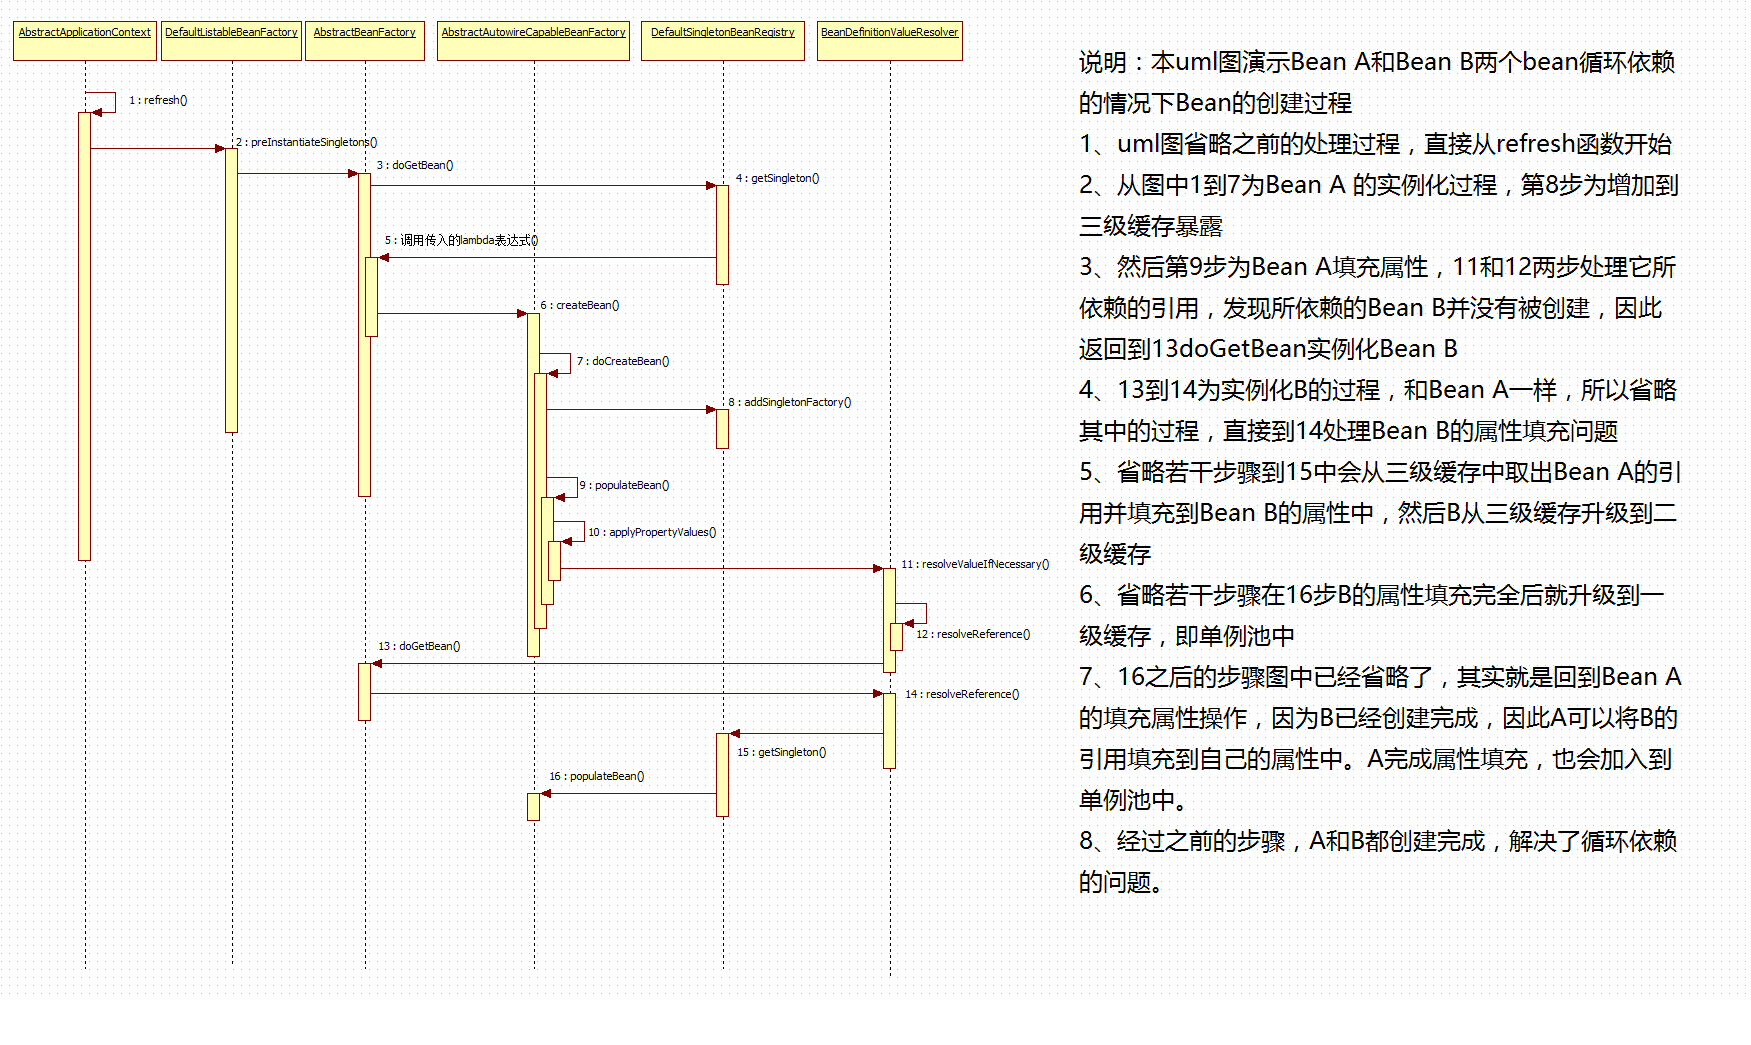 AbstractApplicationContext
DefaultListableBeanFactory
AbstractBeanFactory
AbstractAutowireCapableBeanFactory
DefaultSingletonBeanRegistry
BeanDefinitionValueResolver
1 : refresh()
2 : preInstantiateSingletons()
3 : doGetBean()
4 : getSingleton()
5 : 调用传入的lambda表达式()
6 : createBean()
7 : doCreateBean()
8 : addSingletonFactory()
9 : populateBean()
10 : applyPropertyValues()
11 : resolveValueIfNecessary()
12 : resolveReference()
13 : doGetBean()
14 : resolveReference()
15 : getSingleton()
16 : populateBean()
说明：本uml图演示Bean A和Bean B两个bean循环依赖
的情况下Bean的创建过程
1、uml图省略之前的处理过程，直接从refresh函数开始
2、从图中1到7为Bean A 的实例化过程，第8步为增加到
三级缓存暴露
3、然后第9步为Bean A填充属性，11和12两步处理它所
依赖的引用，发现所依赖的Bean B并没有被创建，因此
返回到13doGetBean实例化Bean B
4、13到14为实例化B的过程，和Bean A一样，所以省略
其中的过程，直接到14处理Bean B的属性填充问题
5、省略若干步骤到15中会从三级缓存中取出Bean A的引
用并填充到Bean B的属性中，然后B从三级缓存升级到二
级缓存
6、省略若干步骤在16步B的属性填充完全后就升级到一
级缓存，即单例池中
7、16之后的步骤图中已经省略了，其实就是回到Bean A
的填充属性操作，因为B已经创建完成，因此A可以将B的
引用填充到自己的属性中。A完成属性填充，也会加入到
单例池中。
8、经过之前的步骤，A和B都创建完成，解决了循环依赖
的问题。